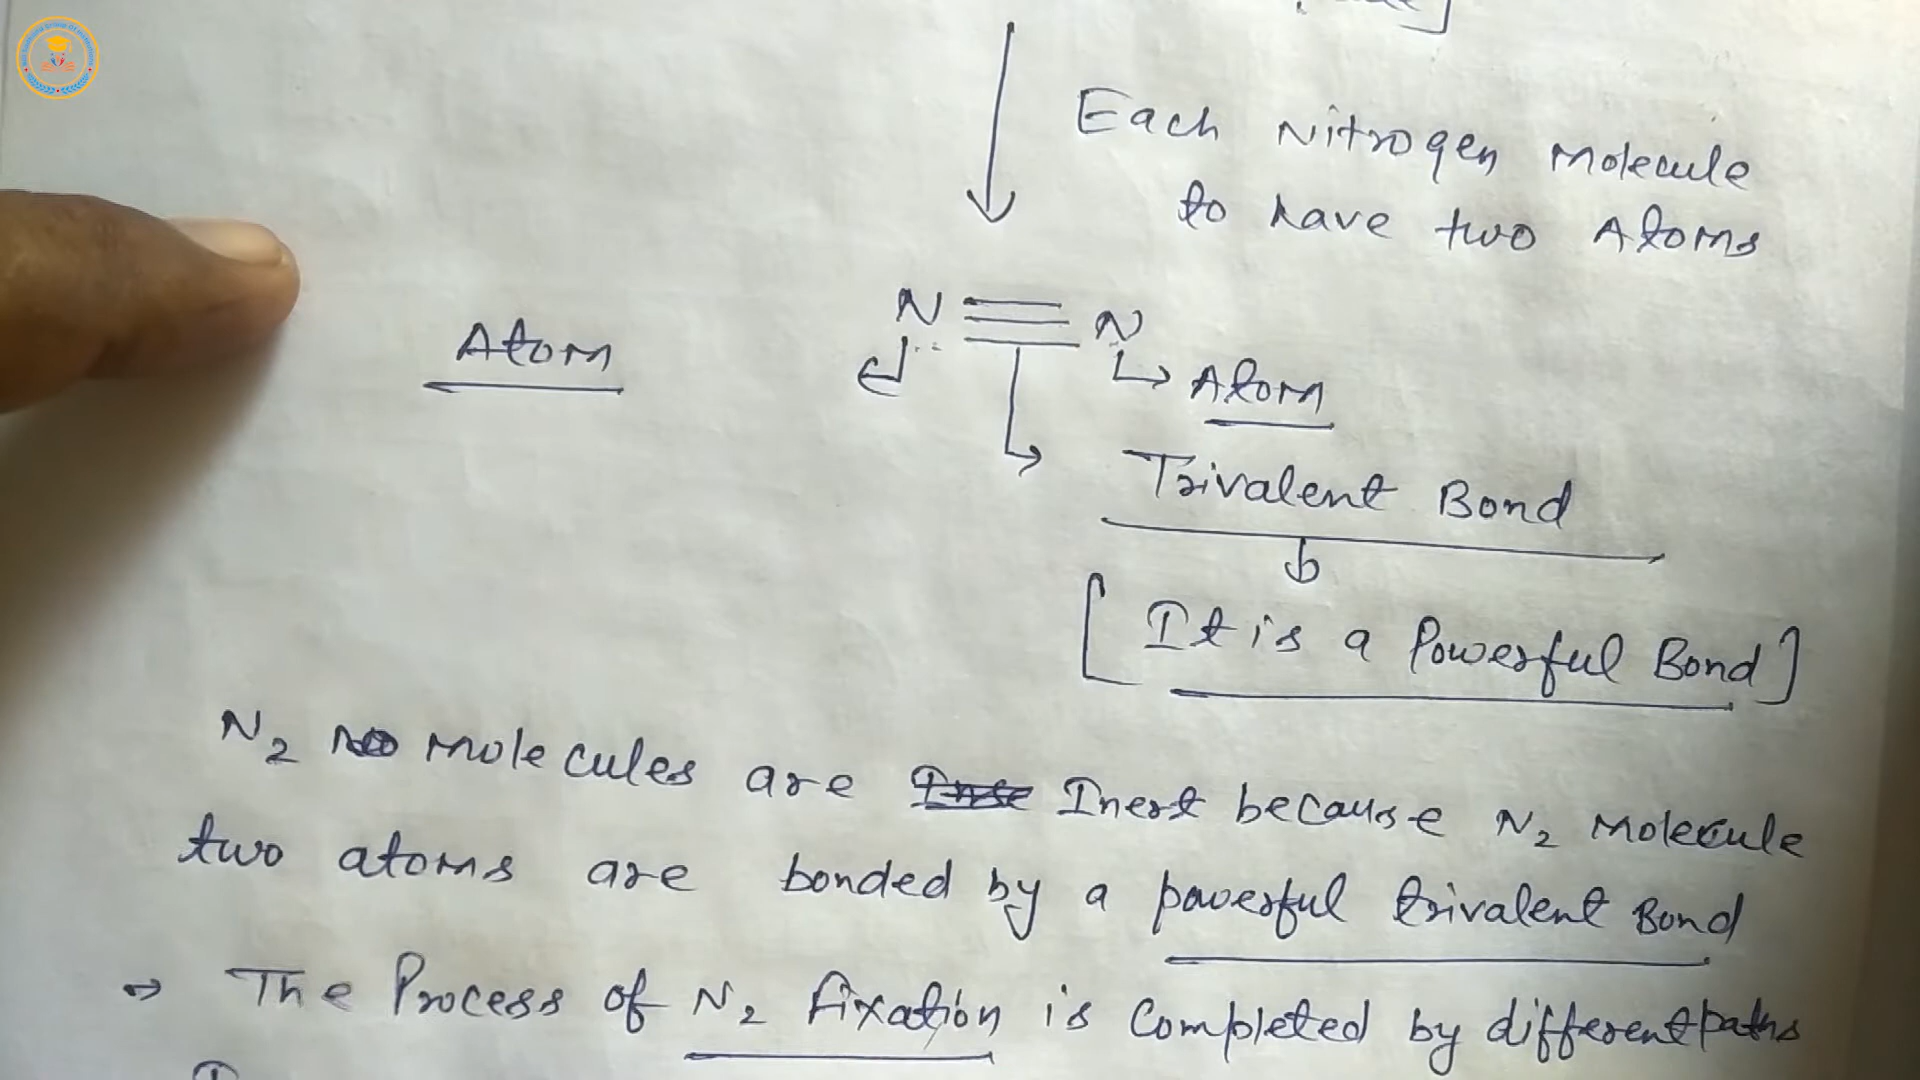 Each Nitrogen Molecule
to have two Atoms
N ≡ N
Atom
Atom
Trivalent Bond
[ It is a Powerful Bond ]
N2 molecules are Inert because N2 Molecule
two atoms are bonded by a powerful trivalent Bond
→ The Process of N2 fixation is Completed by different paths